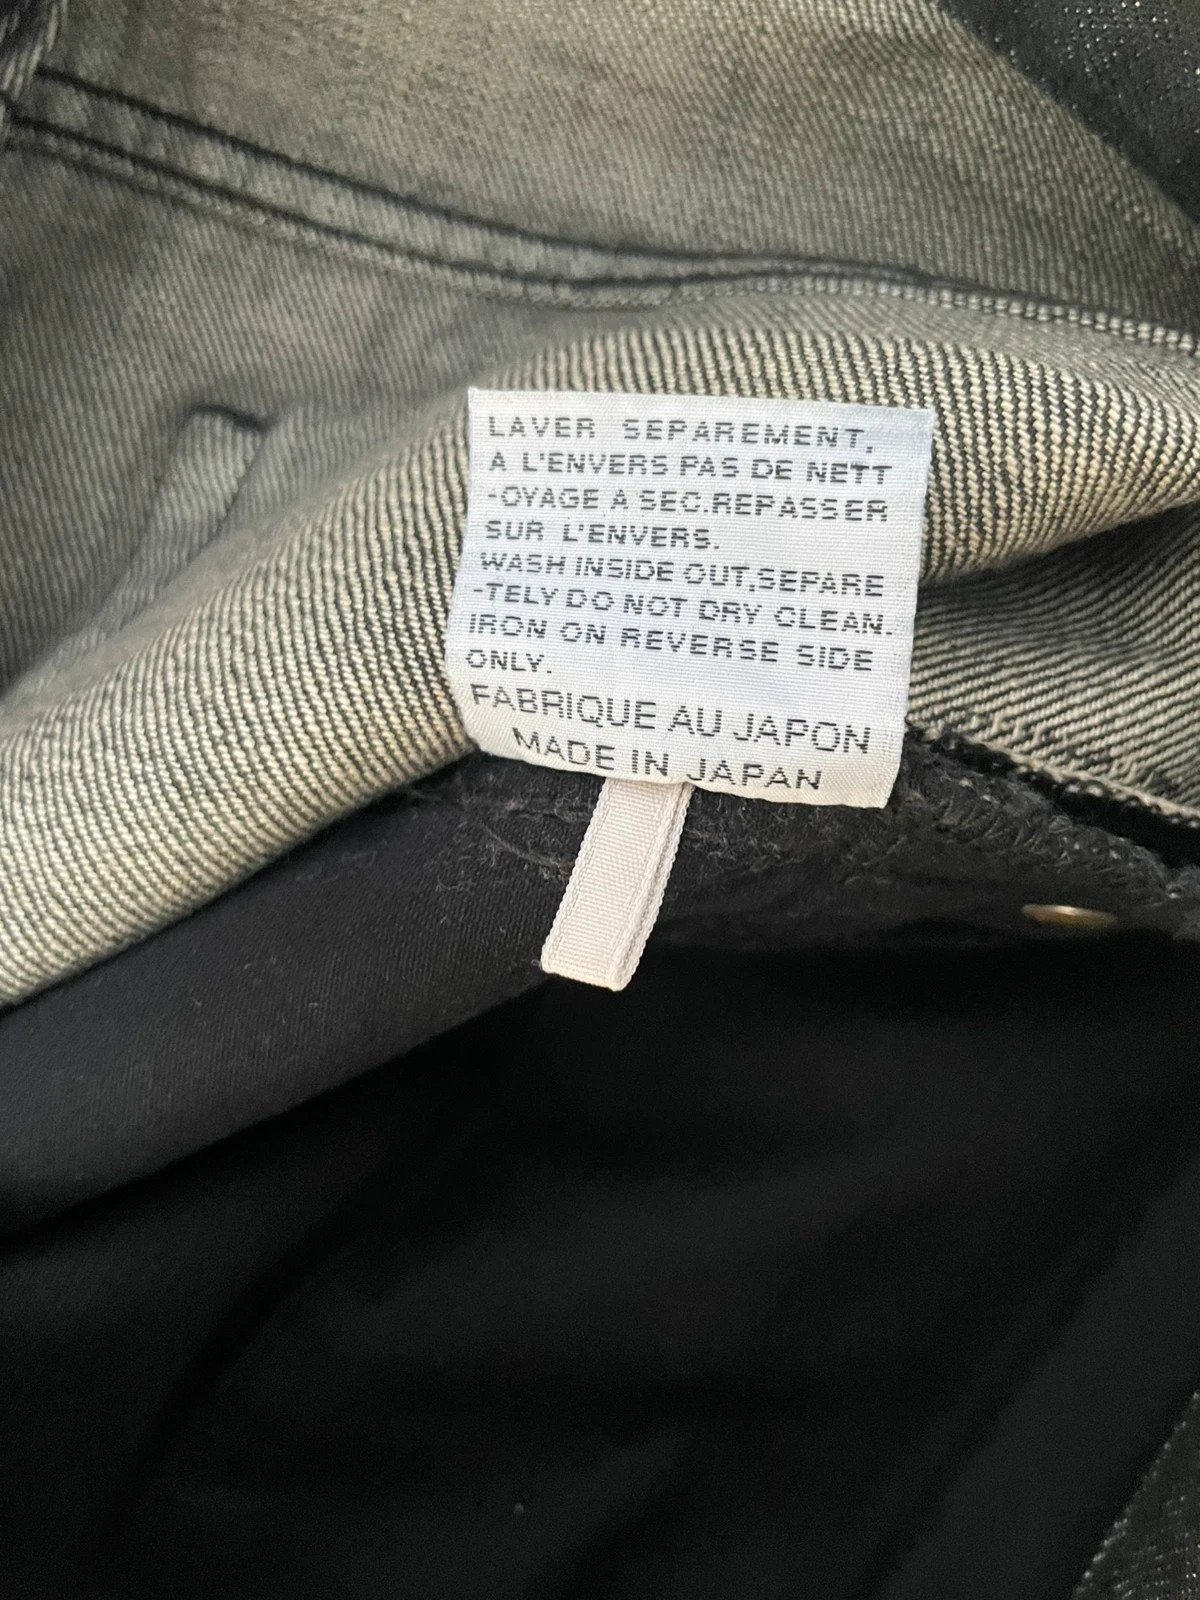 LAVER SEPAREMENT,
A L'ENVERS PAS DE NETT
-OYAGE A SEC.REPASSER
SUR L'ENVERS.
WASH INSIDE OUT,SEPARE
-TELY DO NOT DRY CLEAN.
IRON ON REVERSE SIDE
ONLY.
FABRIQUE AU JAPON
MADE IN JAPAN